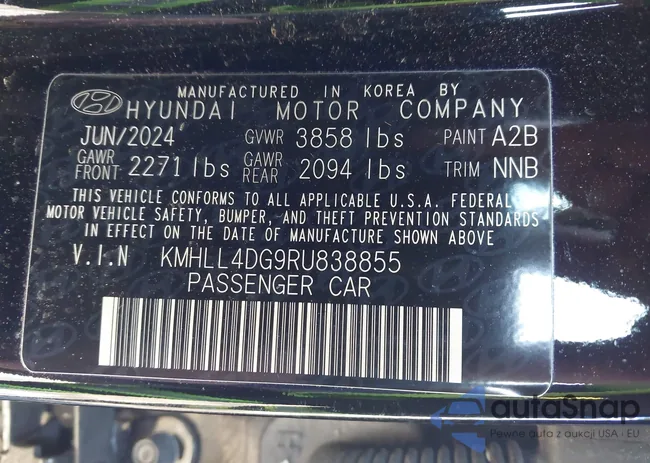 MANUFACTURED IN KOREA BY
HYUNDAI MOTOR COMPANY
JUN/2024 GVWR 3858 lbs PAINT A2B
GAWR FRONT 2271 lbs GAWR REAR 2094 lbs TRIM NNB
THIS VEHICLE CONFORMS TO ALL APPLICABLE U.S.A. FEDERAL
MOTOR VEHICLE SAFETY, BUMPER, AND THEFT PREVENTION STANDARDS
IN EFFECT ON THE DATE OF MANUFACTURE SHOWN ABOVE
V.I.N KMHLL4DG9RU838855
PASSENGER CAR
autaSnap
Pewne auta z aukcji USA - EU